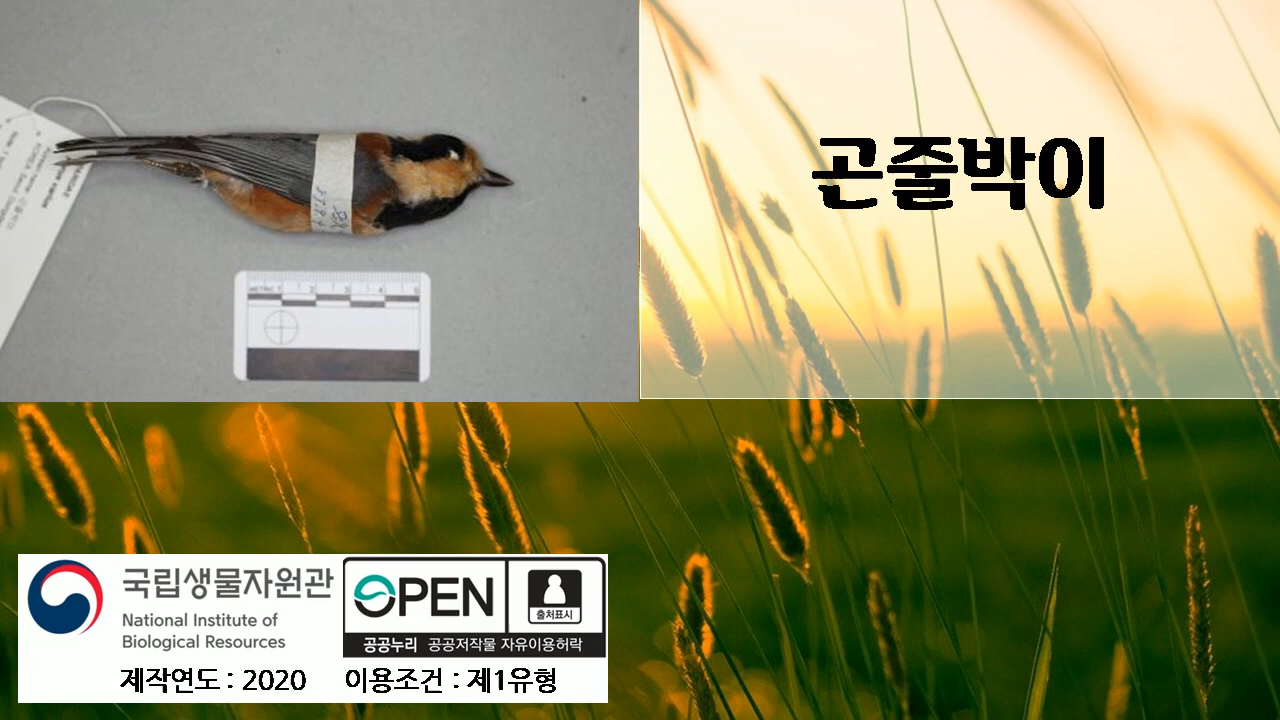 곤줄박이
국립생물자원관
National Institute of
Biological Resources
OPEN
출처표시
공공누리 공공저작물 자유이용허락
제작연도 : 2020 이용조건 : 제1유형